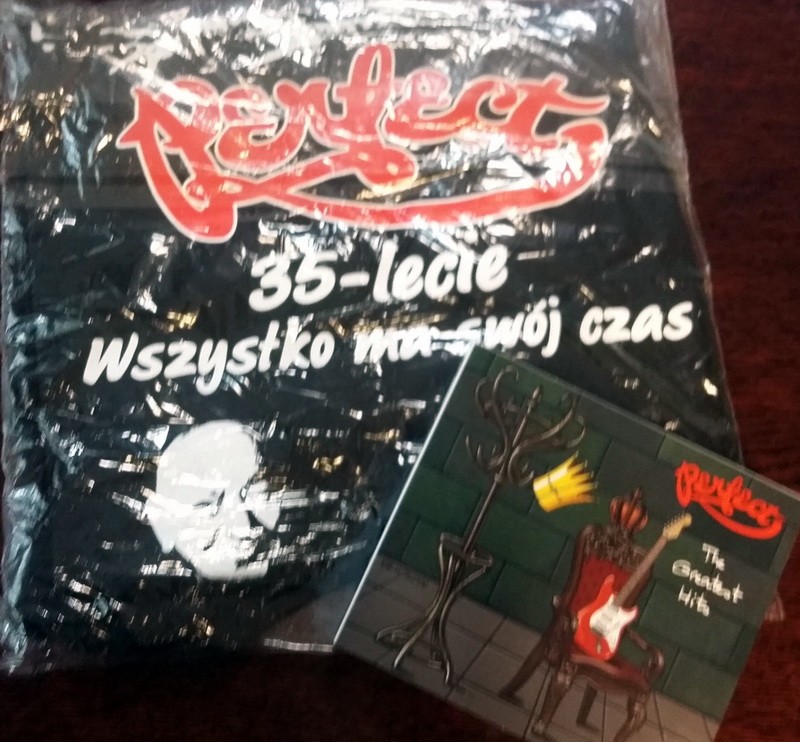 Perfect
35-lecie
Wszystko ma swój czas
Perfect
The
Greatest
Hits